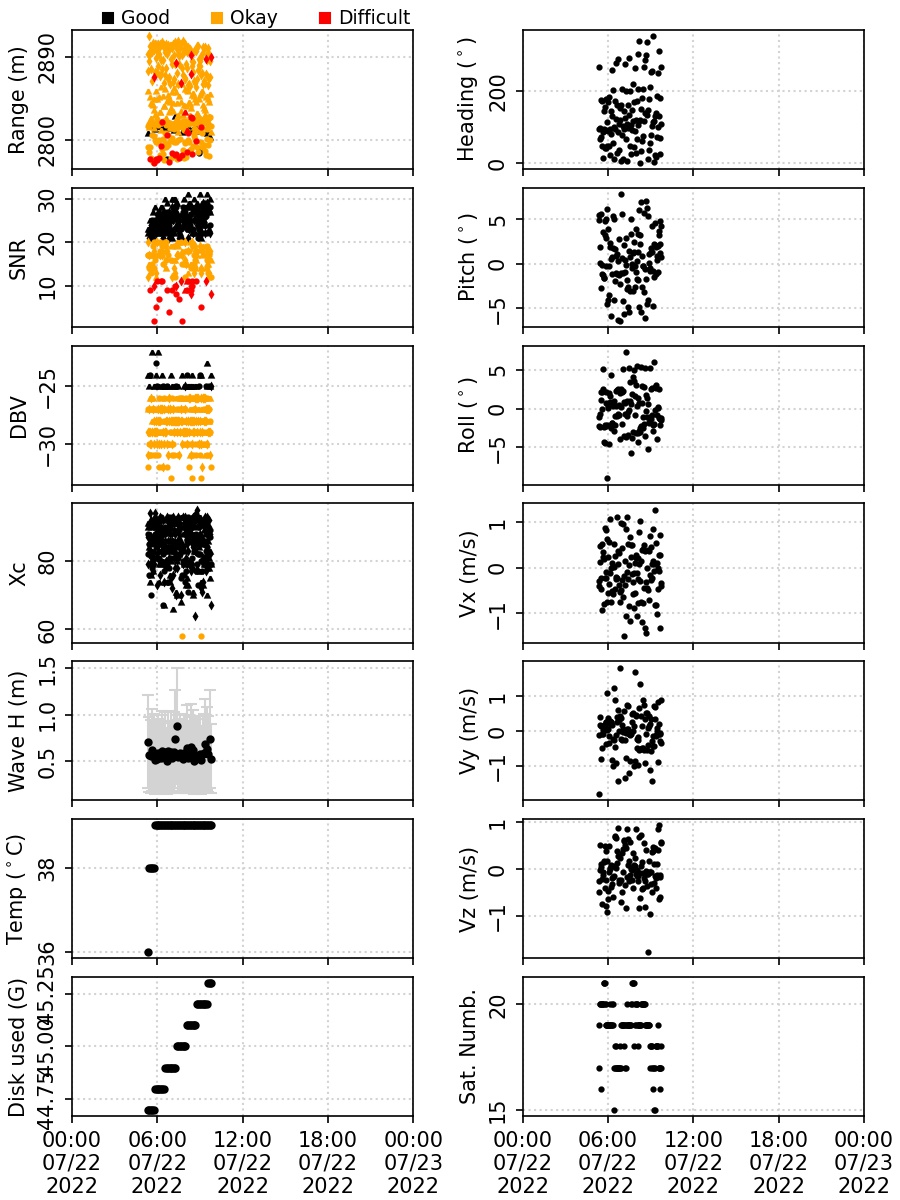 Good Okay Difficult
Range (m)
2890
2800
Heading (°)
200
0
SNR
30
20
10
Pitch (°)
5
0
−5
DBV
−25
−30
Roll (°)
5
0
−5
Xc
80
60
Vx (m/s)
1
0
−1
Wave H (m)
1.5
1.0
0.5
Vy (m/s)
1
0
−1
Temp (°C)
38
36
Vz (m/s)
1
0
−1
Disk used (G)
45.25
45.00
44.75
Sat. Numb.
20
15
00:00 06:00 12:00 18:00 00:00
07/22 07/22 07/22 07/22 07/23
2022 2022 2022 2022 2022
00:00 06:00 12:00 18:00 00:00
07/22 07/22 07/22 07/22 07/23
2022 2022 2022 2022 2022